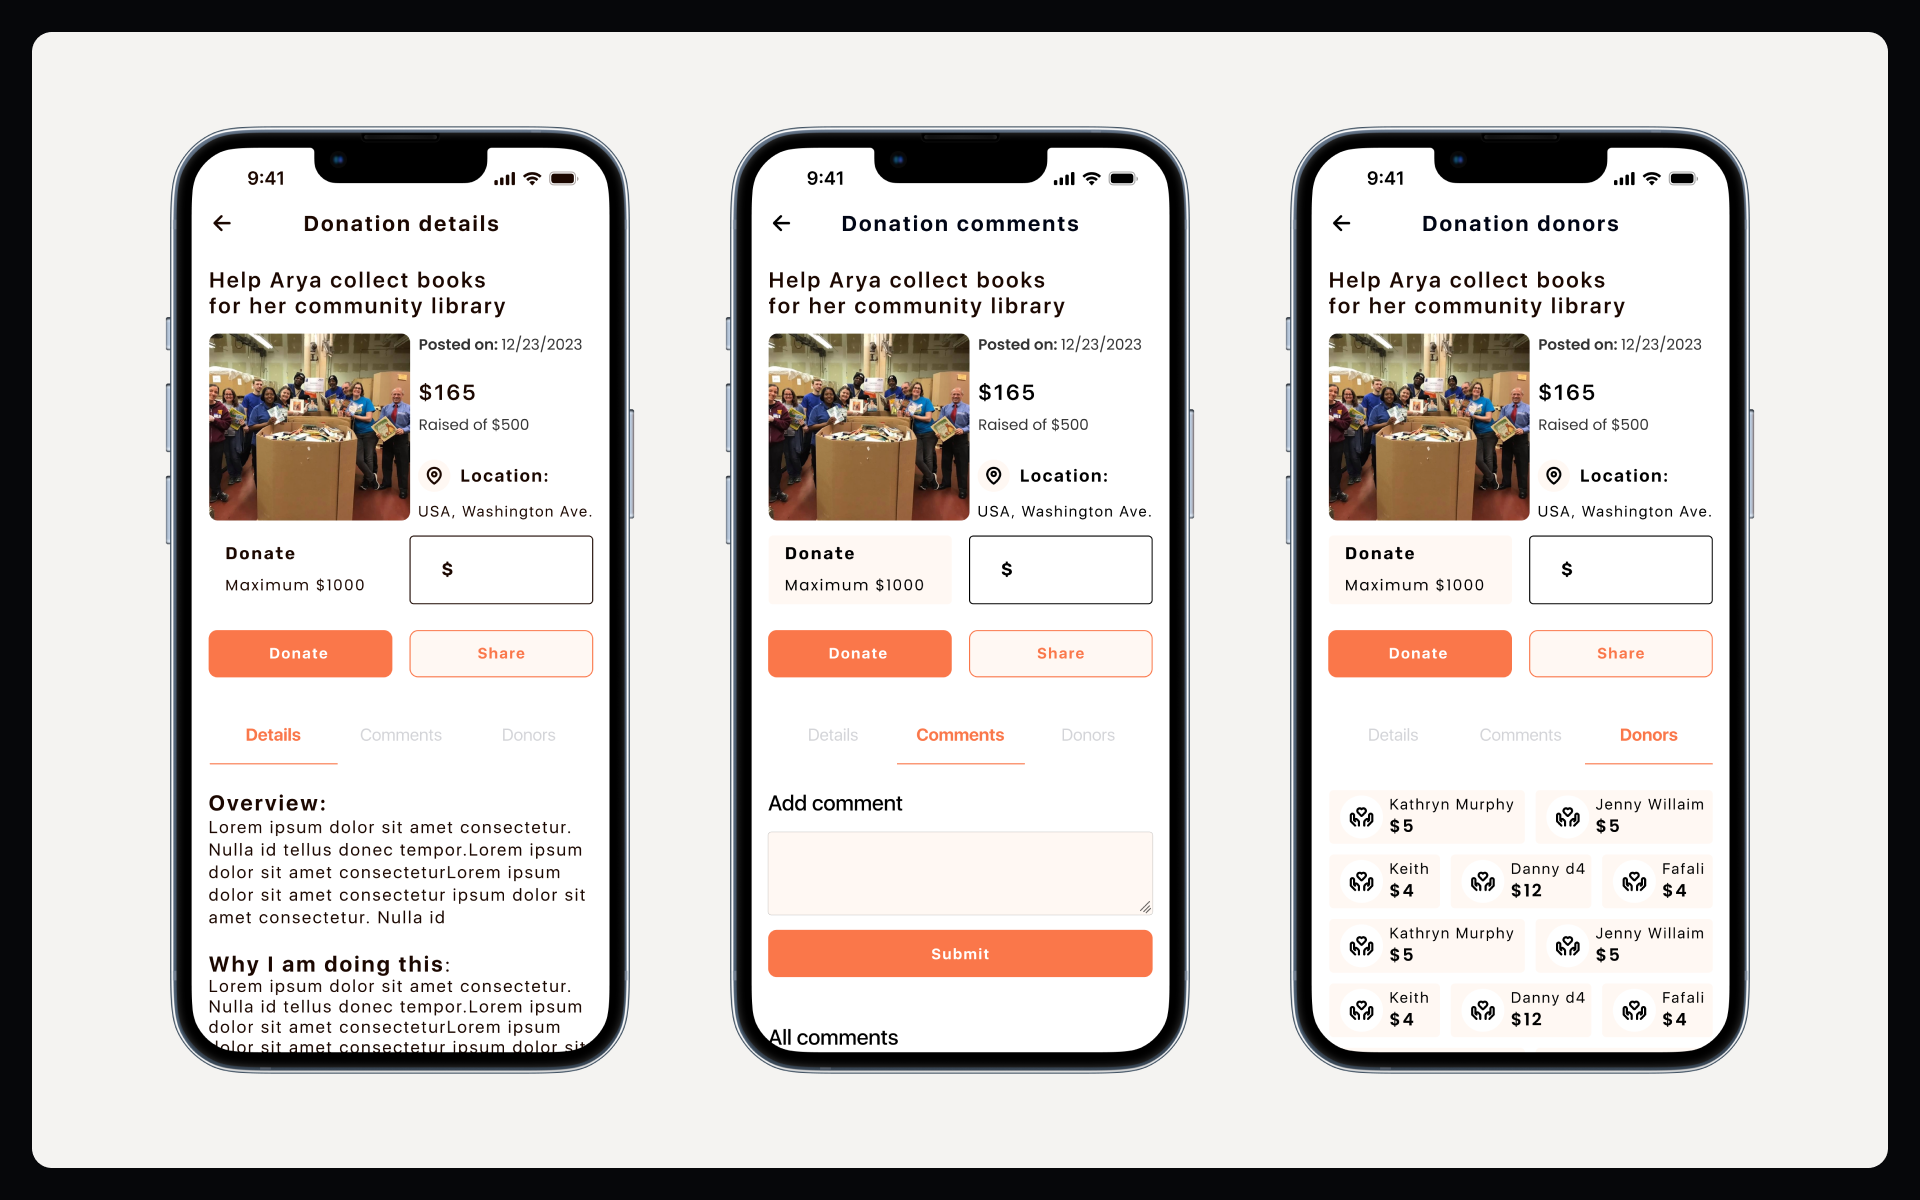 9:41
Donation details
Help Arya collect books
for her community library
Posted on: 12/23/2023
$165
Raised of $500
Location:
USA, Washington Ave.
Donate
Maximum $1000
$
Donate
Share
Details
Comments
Donors
Overview:
Lorem ipsum dolor sit amet consectetur.
Nulla id tellus donec tempor.Lorem ipsum
dolor sit amet consecteturLorem ipsum
dolor sit amet consectetur ipsum dolor sit
amet consectetur. Nulla id
Why I am doing this:
Lorem ipsum dolor sit amet consectetur.
Nulla id tellus donec tempor.Lorem ipsum
dolor sit amet consecteturLorem ipsum
dolor sit amet consectetur ipsum dolor sit
9:41
Donation comments
Help Arya collect books
for her community library
Posted on: 12/23/2023
$165
Raised of $500
Location:
USA, Washington Ave.
Donate
Maximum $1000
$
Donate
Share
Details
Comments
Donors
Add comment
Submit
All comments
9:41
Donation donors
Help Arya collect books
for her community library
Posted on: 12/23/2023
$165
Raised of $500
Location:
USA, Washington Ave.
Donate
Maximum $1000
$
Donate
Share
Details
Comments
Donors
Kathryn Murphy
$5
Jenny Willaim
$5
Keith
$4
Danny d4
$12
Fafali
$4
Kathryn Murphy
$5
Jenny Willaim
$5
Keith
$4
Danny d4
$12
Fafali
$4